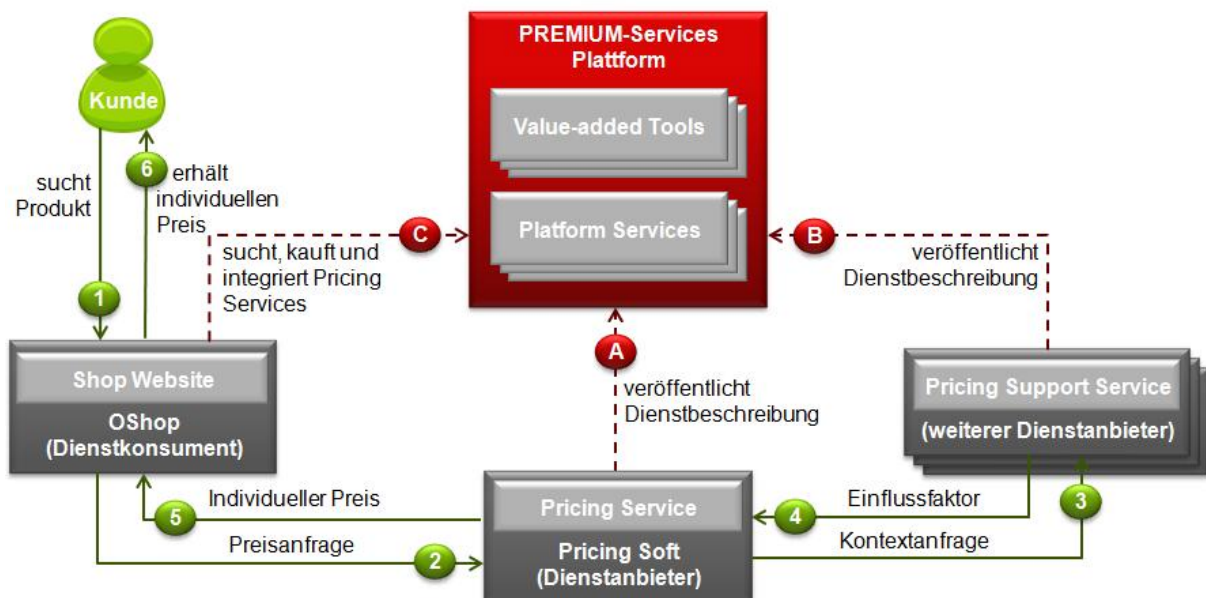 PREMIUM-Services
Plattform
Value-added Tools
Platform Services
Kunde
sucht
Produkt
6
erhält
individuellen
Preis
C
sucht, kauft und
integriert Pricing
Services
B
veröffentlicht
Dienstbeschreibung
1
A
veröffentlicht
Dienstbeschreibung
Shop Website
OShop
(Dienstkonsument)
Pricing Support Service
(weiterer Dienstanbieter)
Individueller Preis
5
Preisanfrage
2
Pricing Service
Pricing Soft
(Dienstanbieter)
Einflussfaktor
4
3
Kontextanfrage